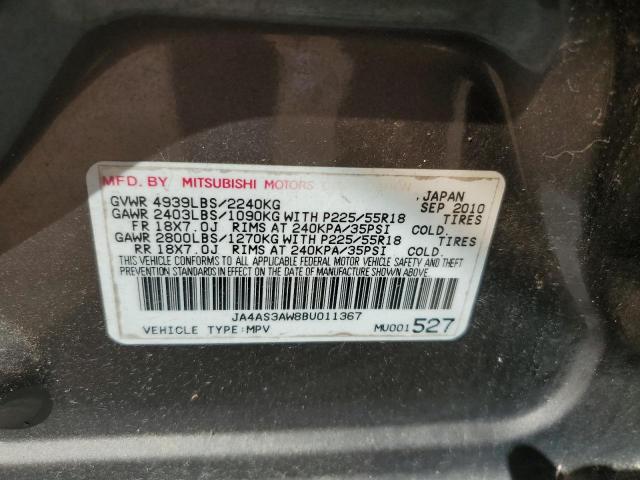 MFD. BY MITSUBISHI MOTORS JAPAN
GVWR 4939LBS/2240KG SEP 2010
GAWR 2403LBS/1090KG WITH P225/55R18 TIRES
FR 18X7.0J RIMS AT 240KPA/35PSI COLD.
GAWR 2800LBS/1270KG WITH P225/55R18 TIRES
RR 18X7.0J RIMS AT 240KPA/35PSI COLD.
THIS VEHICLE CONFORMS TO ALL APPLICABLE FEDERAL MOTOR VEHICLE SAFETY AND THEFT
PREVENTION STANDARDS IN EFFECT ON THE DATE OF MANUFACTURE SHOWN ABOVE.
JA4AS3AW8BU011367
VEHICLE TYPE:MPV MU001527